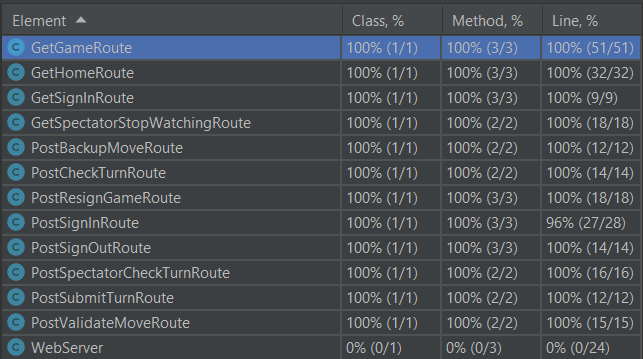 Element Class, % Method, % Line, %
C GetGameRoute 100% (1/1) 100% (3/3) 100% (51/51)
C GetHomeRoute 100% (1/1) 100% (3/3) 100% (32/32)
C GetSignInRoute 100% (1/1) 100% (3/3) 100% (9/9)
C GetSpectatorStopWatchingRoute 100% (1/1) 100% (2/2) 100% (18/18)
C PostBackupMoveRoute 100% (1/1) 100% (2/2) 100% (12/12)
C PostCheckTurnRoute 100% (1/1) 100% (2/2) 100% (14/14)
C PostResignGameRoute 100% (1/1) 100% (3/3) 100% (18/18)
C PostSignInRoute 100% (1/1) 100% (3/3) 96% (27/28)
C PostSignOutRoute 100% (1/1) 100% (3/3) 100% (14/14)
C PostSpectatorCheckTurnRoute 100% (1/1) 100% (2/2) 100% (16/16)
C PostSubmitTurnRoute 100% (1/1) 100% (2/2) 100% (12/12)
C PostValidateMoveRoute 100% (1/1) 100% (2/2) 100% (15/15)
C WebServer 0% (0/1) 0% (0/3) 0% (0/24)